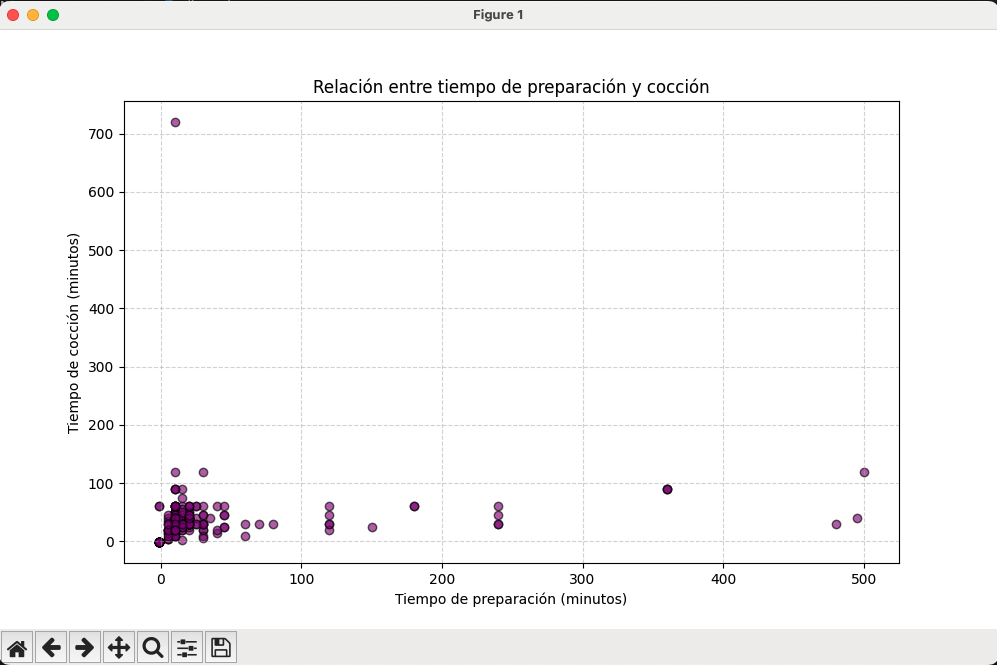 Figure 1
Relación entre tiempo de preparación y cocción
700
600
500
400
300
200
100
0
Tiempo de cocción (minutos)
0 100 200 300 400 500
Tiempo de preparación (minutos)